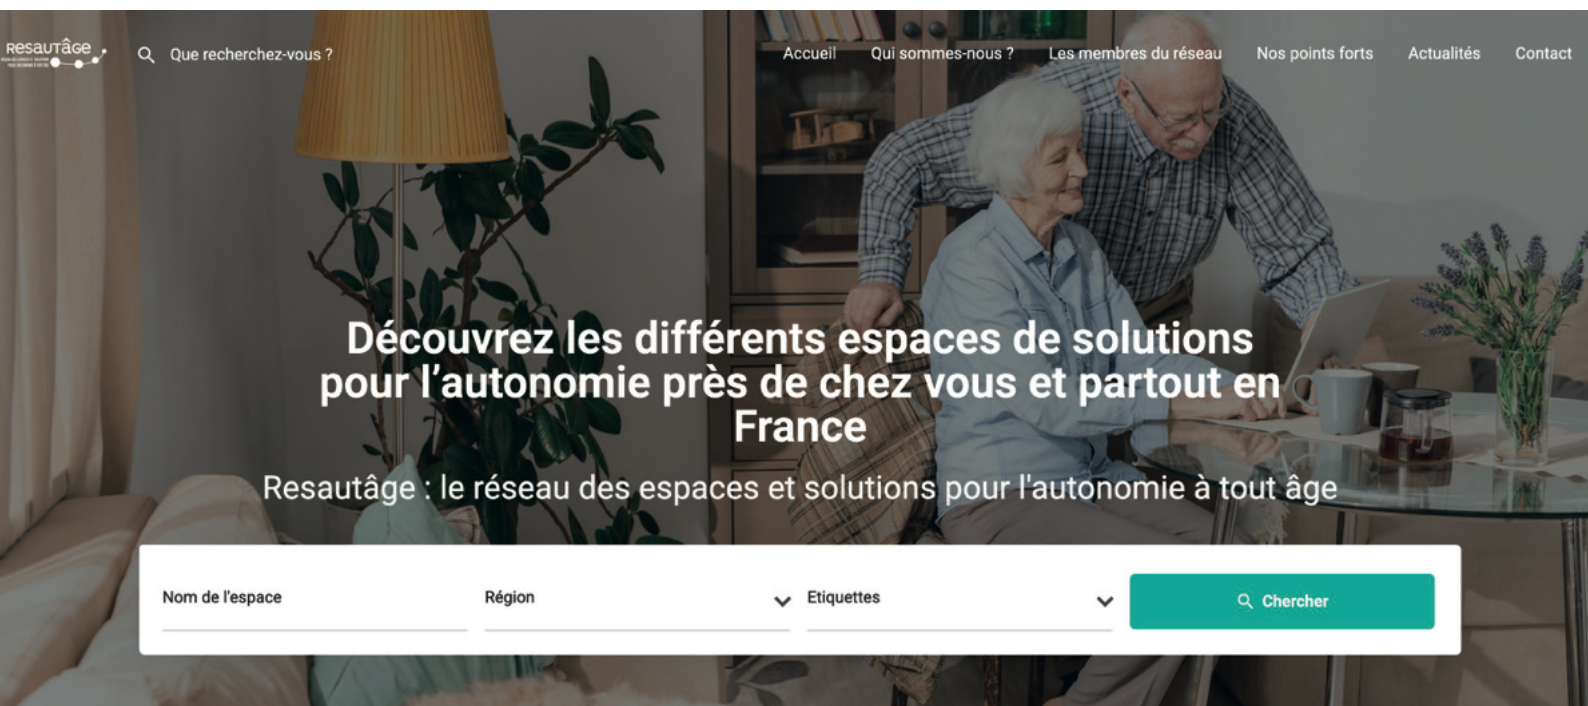 Resautâge
Que recherchez-vous ?
Accueil
Qui sommes-nous ?
Les membres du réseau
Nos points forts
Actualités
Contact
Découvrez les différents espaces de solutions
pour l’autonomie près de chez vous et partout en
France
Resautâge : le réseau des espaces et solutions pour l'autonomie à tout âge
Nom de l'espace
Région
Etiquettes
Chercher